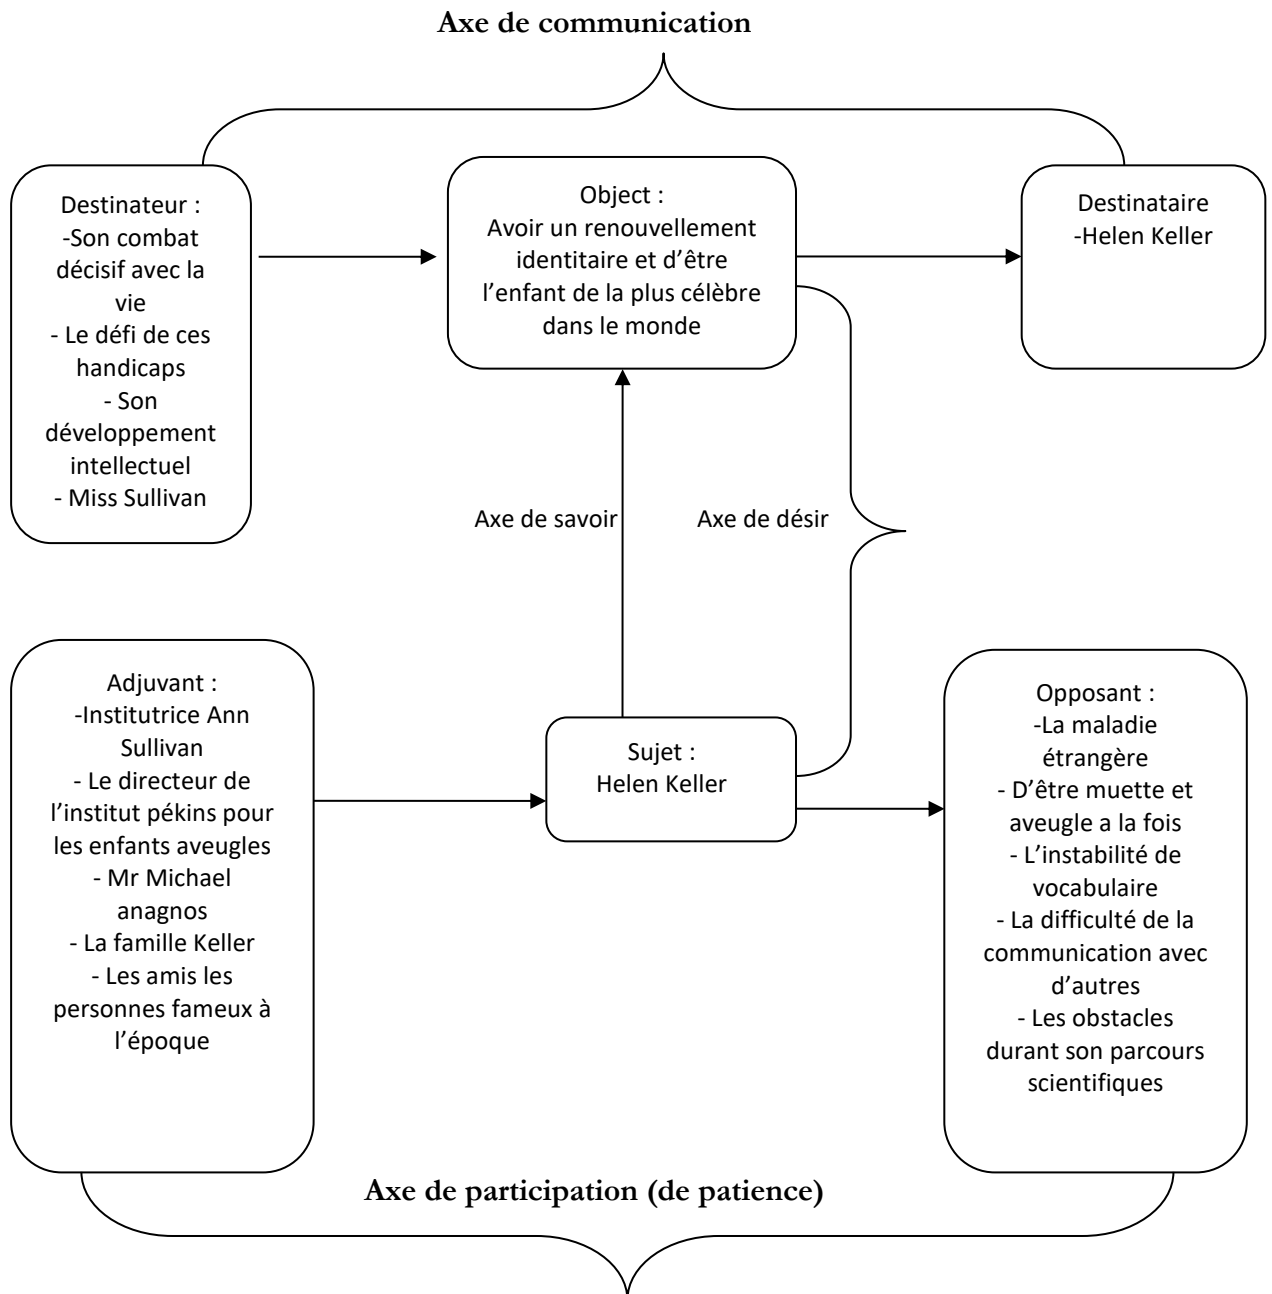 Axe de communication
Destinateur :
-Son combat
décisif avec la
vie
- Le défi de ces
handicaps
- Son
développement
intellectuel
- Miss Sullivan
Object :
Avoir un renouvellement
identitaire et d’être
l’enfant de la plus célèbre
dans le monde
Destinataire
-Helen Keller
Axe de savoir
Axe de désir
Adjuvant :
-Institutrice Ann
Sullivan
- Le directeur de
l’institut pékins pour
les enfants aveugles
- Mr Michael
anagnos
- La famille Keller
- Les amis les
personnes fameux à
l’époque
Sujet :
Helen Keller
Opposant :
-La maladie
étrangère
- D’être muette et
aveugle a la fois
- L’instabilité de
vocabulaire
- La difficulté de la
communication avec
d’autres
- Les obstacles
durant son parcours
scientifiques
Axe de participation (de patience)